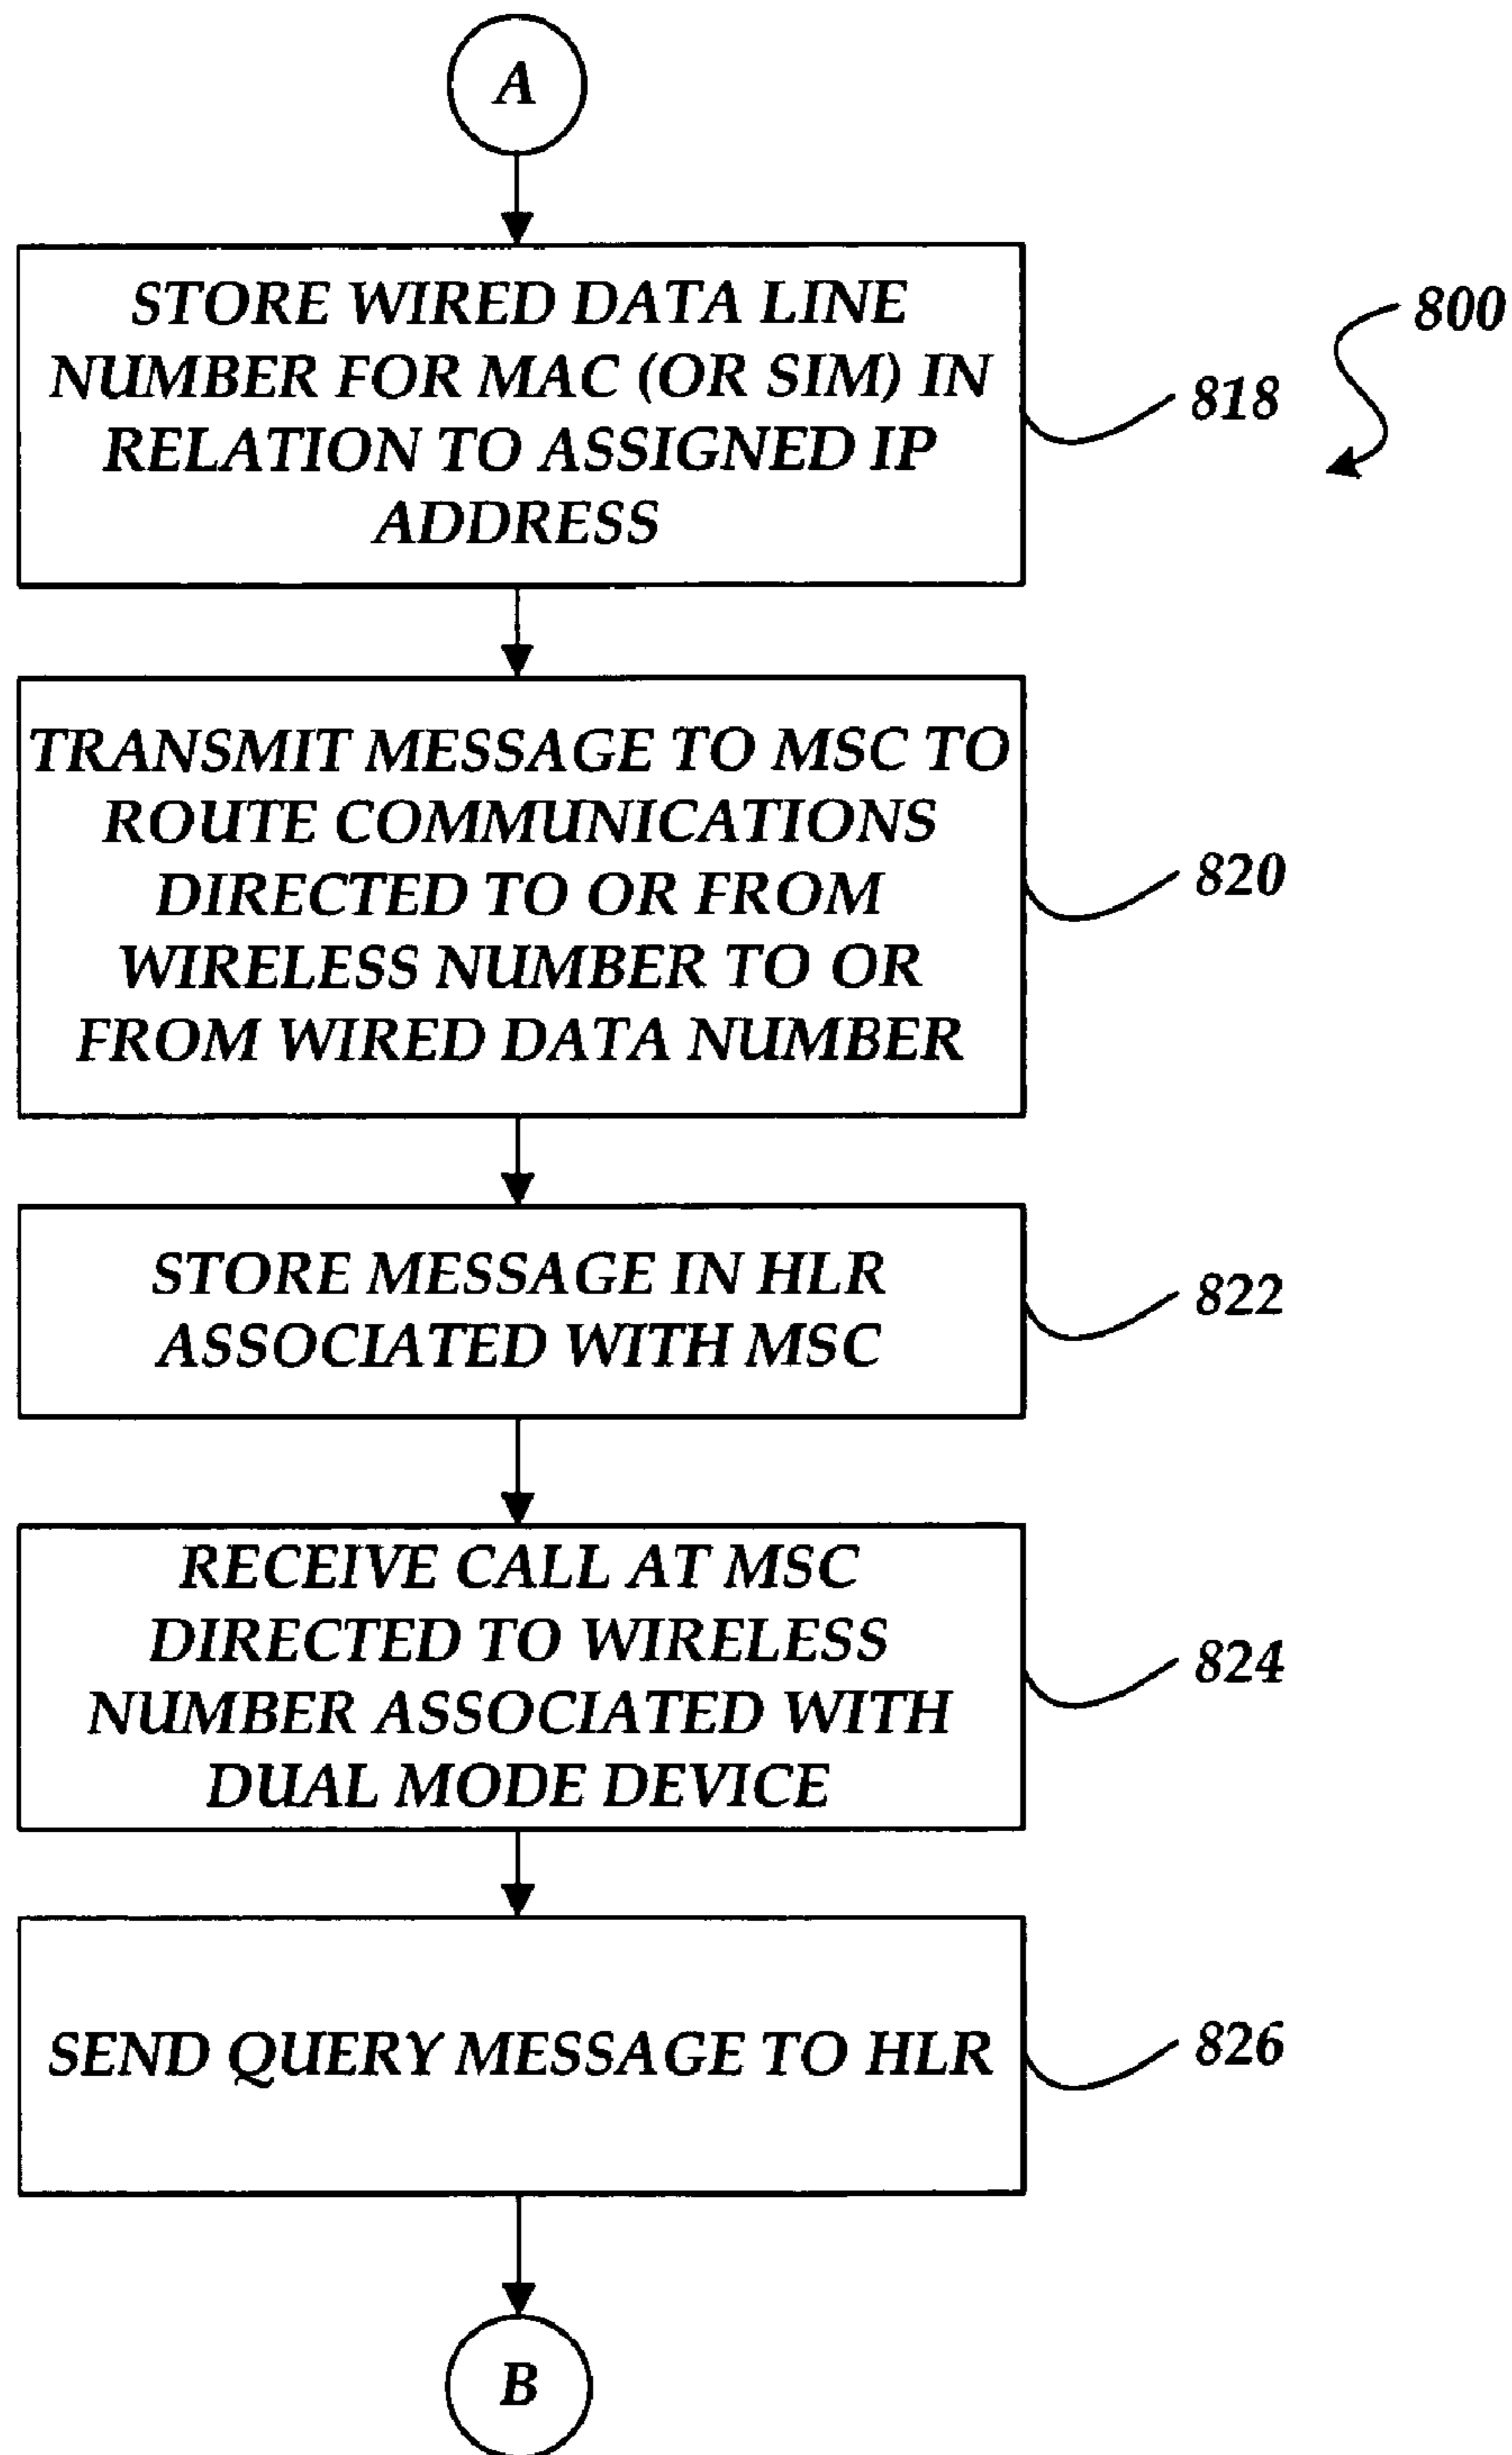 A
STORE WIRED DATA LINE
NUMBER FOR MAC (OR SIM) IN
RELATION TO ASSIGNED IP
ADDRESS
800
818
TRANSMIT MESSAGE TO MSC TO
ROUTE COMMUNICATIONS
DIRECTED TO OR FROM
WIRELESS NUMBER TO OR
FROM WIRED DATA NUMBER
820
STORE MESSAGE IN HLR
ASSOCIATED WITH MSC
822
RECEIVE CALL AT MSC
DIRECTED TO WIRELESS
NUMBER ASSOCIATED WITH
DUAL MODE DEVICE
824
SEND QUERY MESSAGE TO HLR
826
B